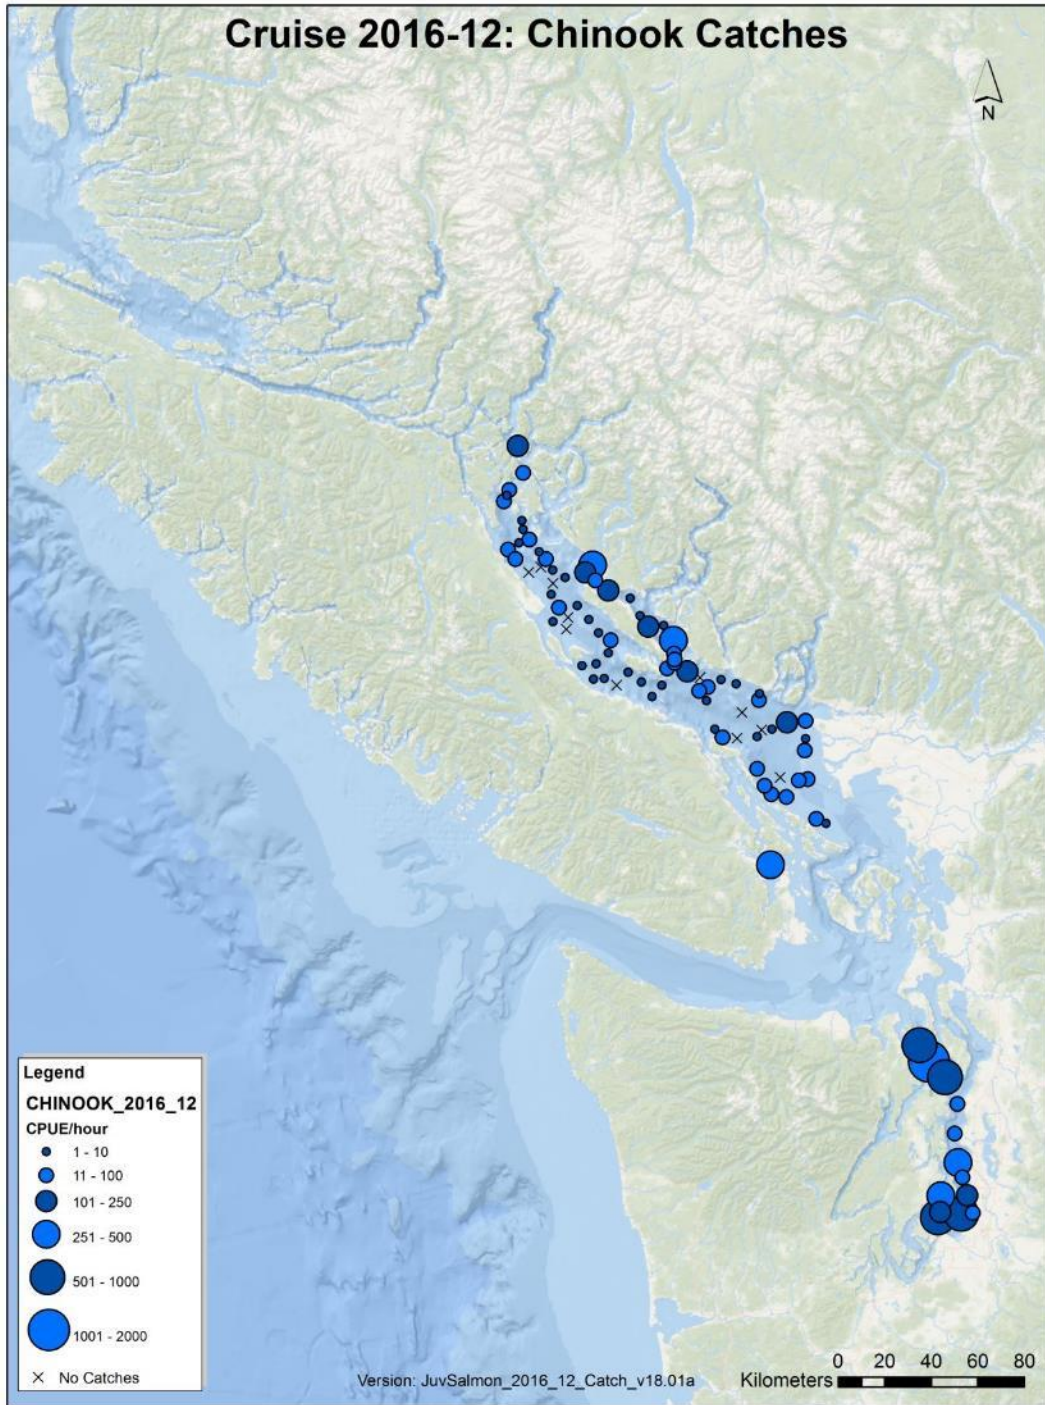 Cruise 2016-12: Chinook Catches
N
Legend
CHINOOK_2016_12
CPUE/hour
1 - 10
11 - 100
101 - 250
251 - 500
501 - 1000
1001 - 2000
No Catches
Version: JuvSalmon_2016_12_Catch_v18.01a
0 20 40 60 80
Kilometers